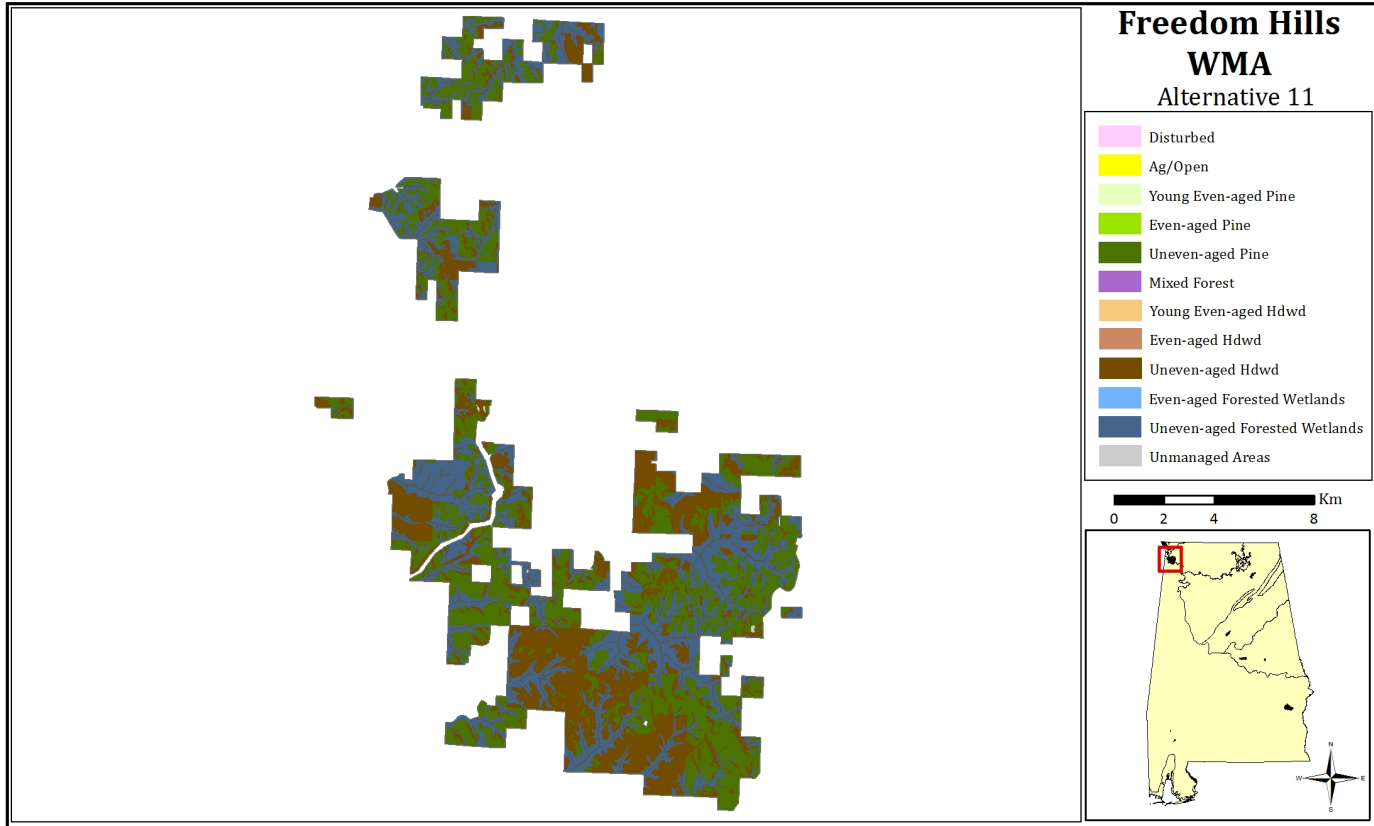 Freedom Hills
WMA
Alternative 11
Disturbed
Ag/Open
Young Even-aged Pine
Even-aged Pine
Uneven-aged Pine
Mixed Forest
Young Even-aged Hdwd
Even-aged Hdwd
Uneven-aged Hdwd
Even-aged Forested Wetlands
Uneven-aged Forested Wetlands
Unmanaged Areas
Km
0 2 4 8
N
W E
S